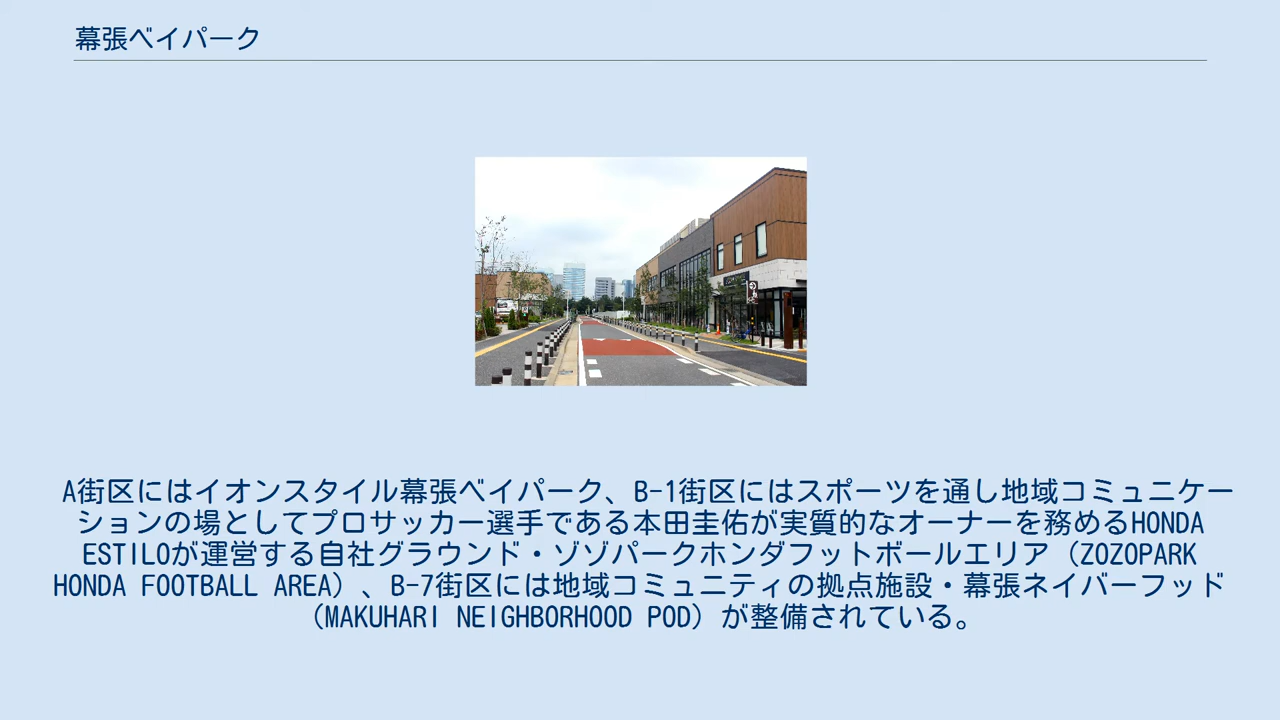 幕張ベイパーク
A街区にはイオンスタイル幕張ベイパーク、B-1街区にはスポーツを通し地域コミュニケー
ションの場としてプロサッカー選手である本田圭佑が実質的なオーナーを務めるHONDA
ESTILOが運営する自社グラウンド・ゾゾパークホンダフットボールエリア（ZOZOPARK
HONDA FOOTBALL AREA）、B-7街区には地域コミュニティの拠点施設・幕張ネイバーフッド
（MAKUHARI NEIGHBORHOOD POD）が整備されている。